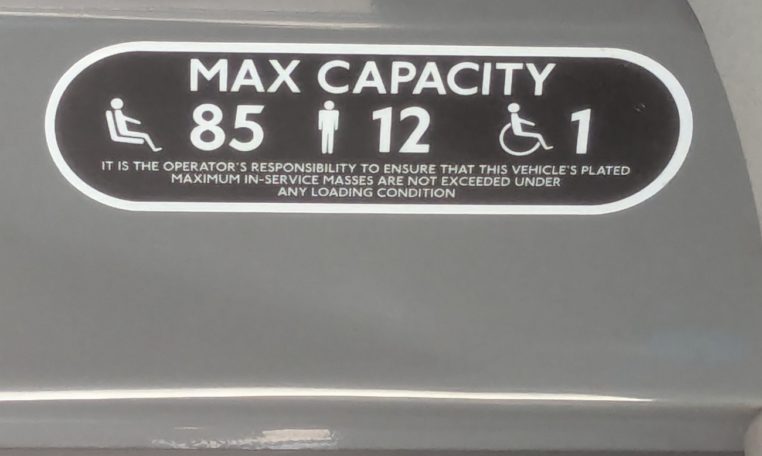 MAX CAPACITY
85 12 1
IT IS THE OPERATOR'S RESPONSIBILITY TO ENSURE THAT THIS VEHICLE'S PLATED
MAXIMUM IN-SERVICE MASSES ARE NOT EXCEEDED UNDER
ANY LOADING CONDITION